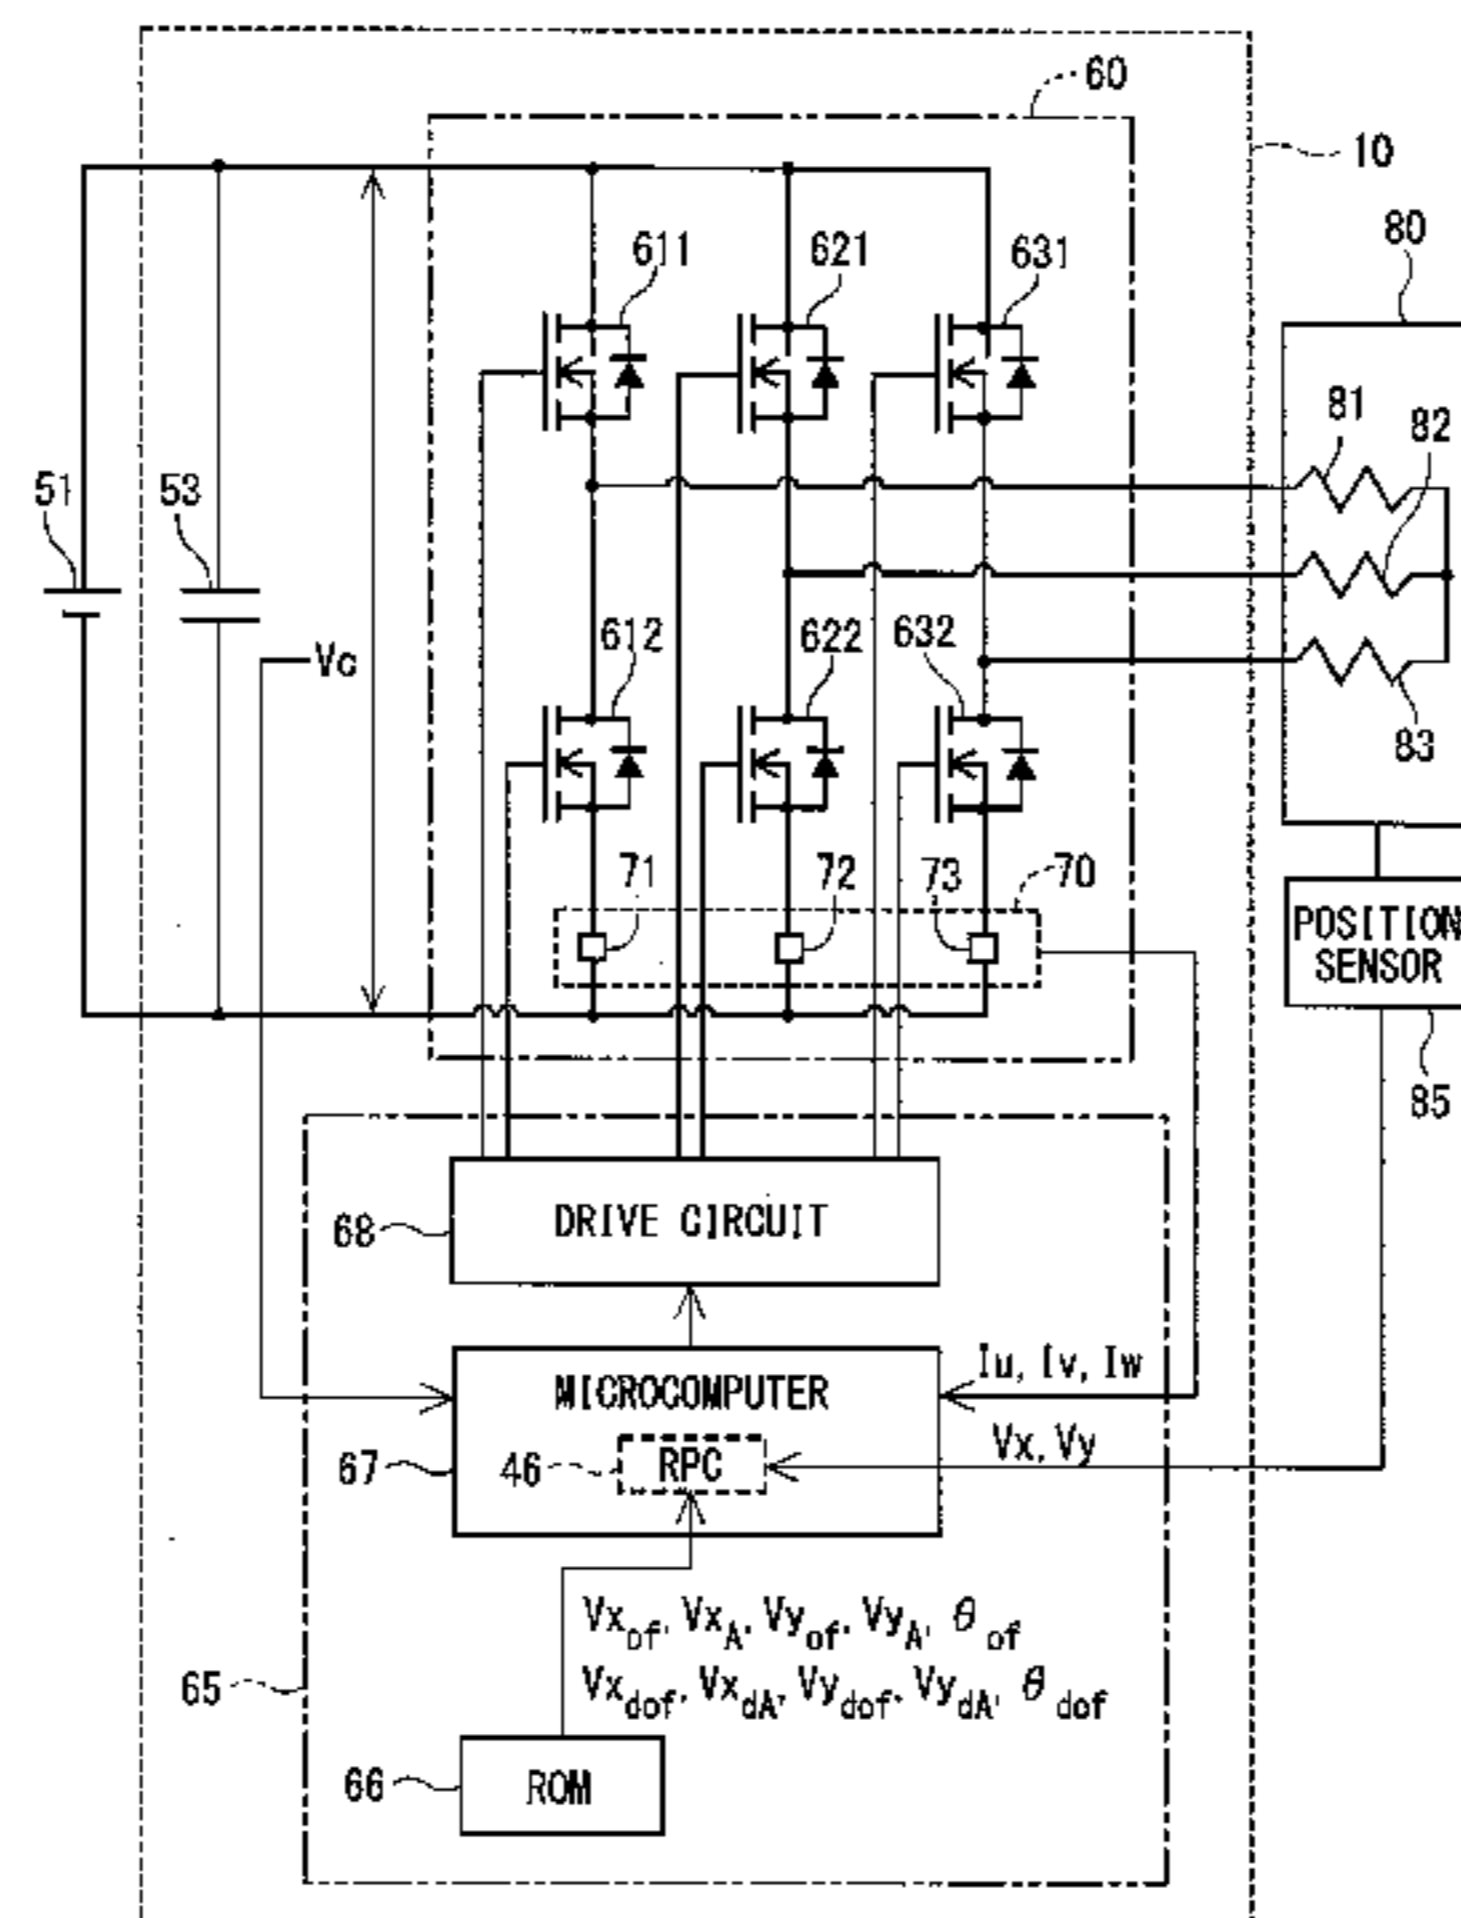 60
10
80
611
621
631
81
82
51
53
612
622
632
Vc
83
71
72
73
70
POSITION
SENSOR
85
DRIVE CIRCUIT
68
Iu, Iv, Iw
MICROCOMPUTER
Vx, Vy
67
46
RPC
Vxof, VxA, Vyof, VyA, θof
Vxdof, VxdA, Vydof, VydA, θdof
65
66
ROM